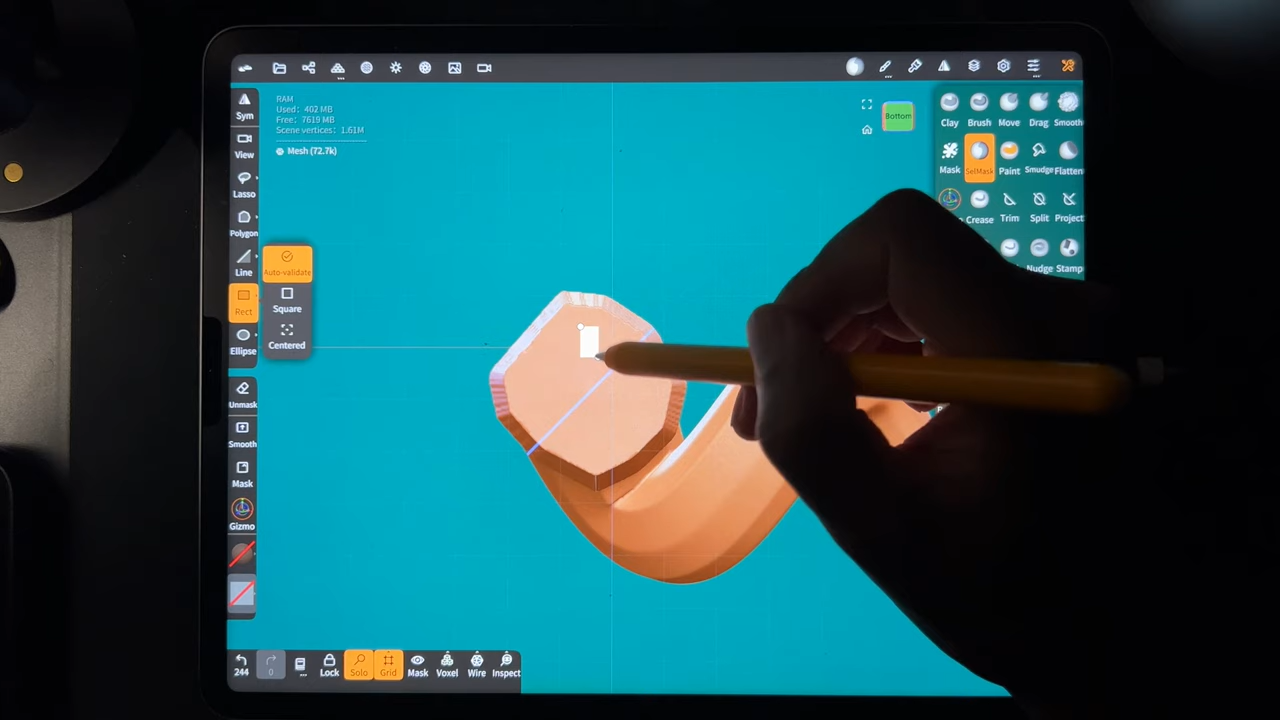 RAM
Used: 402 MB
Free: 7619 MB
Scene vertices: 1.61M
Mesh (72.7k)
Bottom
Sym
View
Lasso
Polygon
Line
Rect
Ellipse
Unmask
Smooth
Mask
Gizmo
Auto-validate
Square
Centered
Clay Brush Move Drag Smooth
Mask SelMask Paint Smudge Flatten
Crease Trim Split Project
Nudge Stamp
244 0 Lock Solo Grid Mask Voxel Wire Inspect